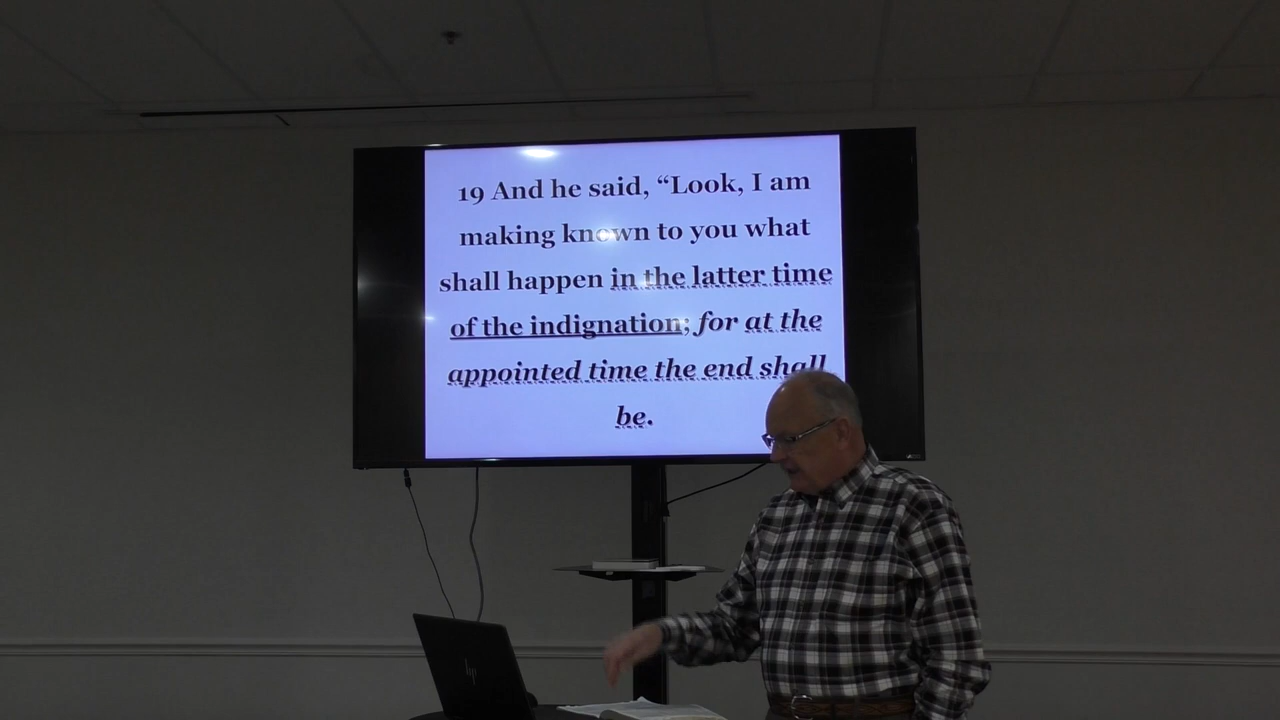 19 And he said, “Look, I am
making known to you what
shall happen in the latter time
of the indignation; for at the
appointed time the end shall
be.
hp